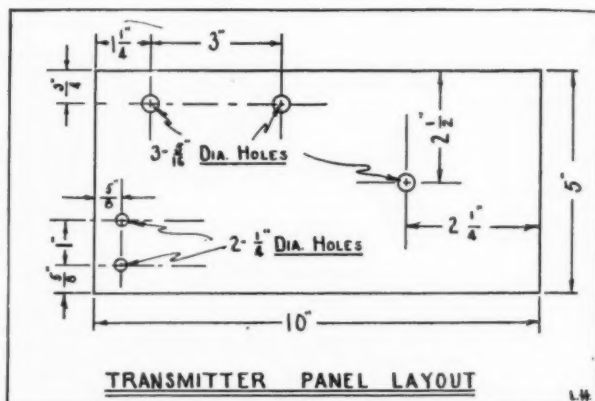 1 1/4" 3"
3/4"
2 1/2"
3- 5/16" DIA. HOLES
5"
5/8"
2 1/4"
1" 2- 1/4" DIA. HOLES
5/8"
10"
TRANSMITTER PANEL LAYOUT
L.H.